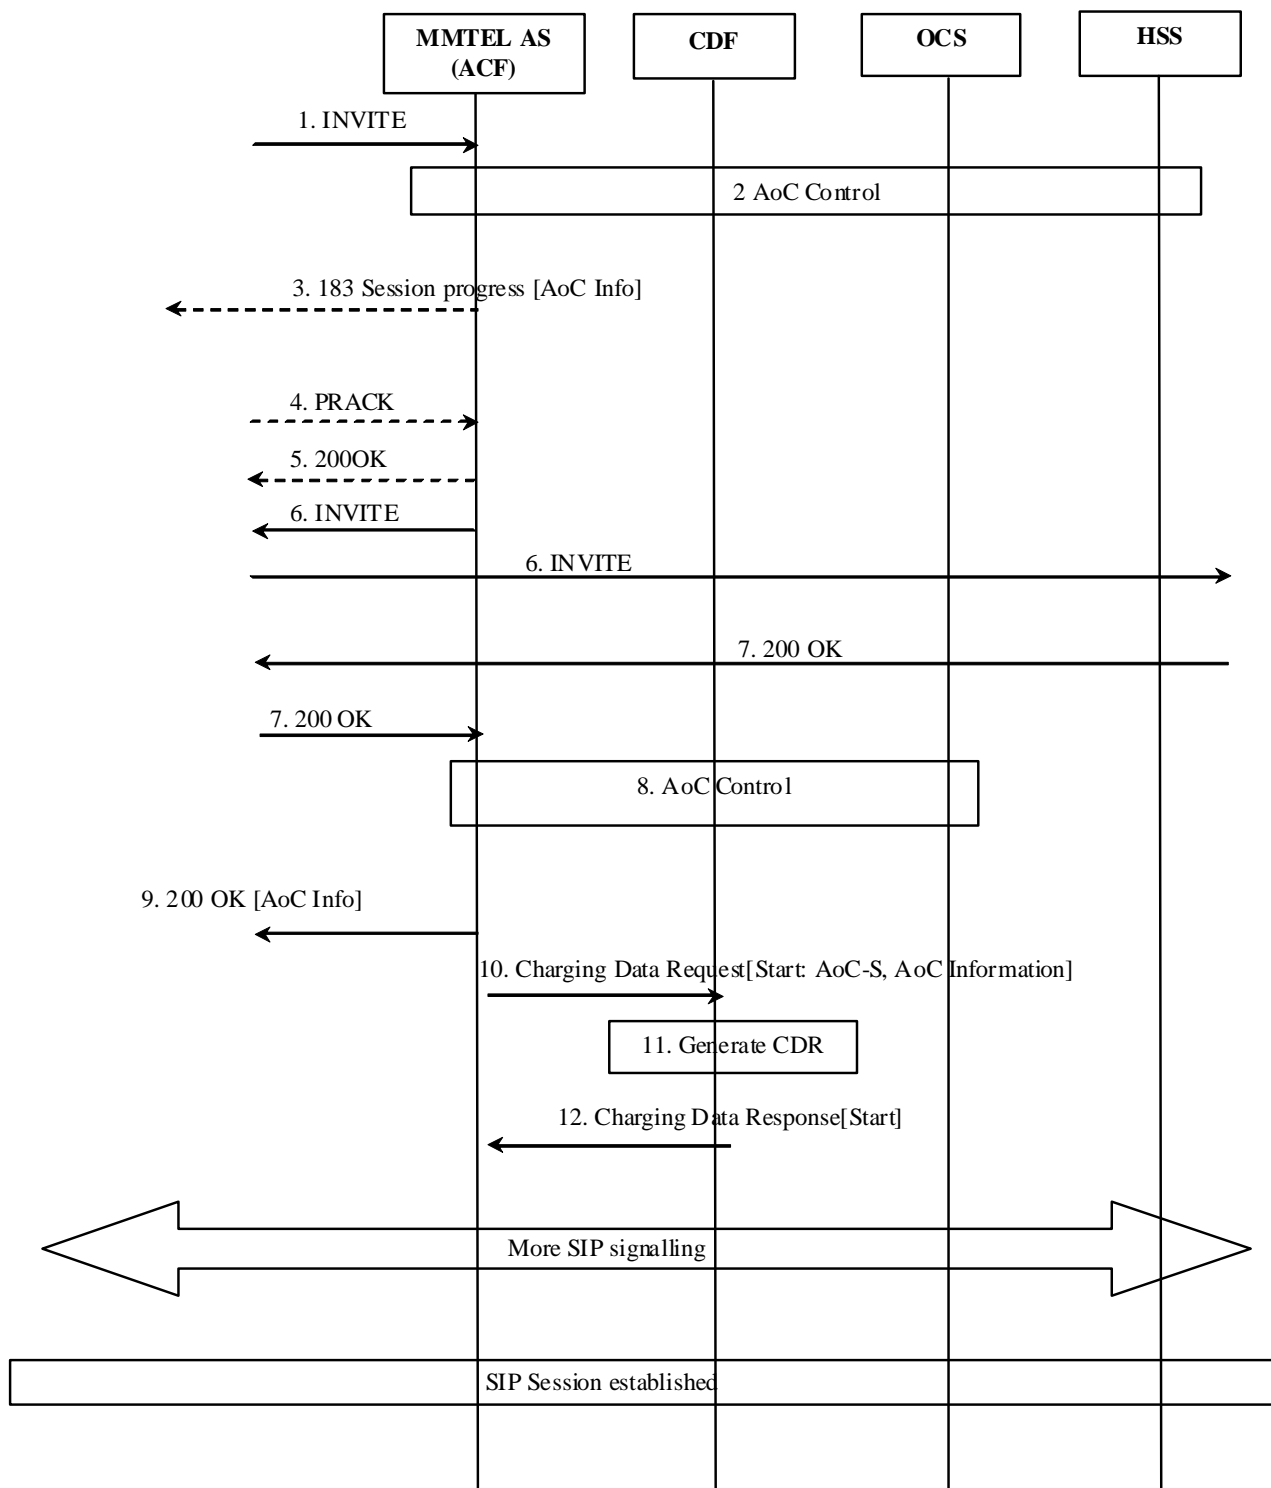 MMTEL AS
(ACF)
CDF
OCS
HSS
1. INVITE
2 AoC Control
3. 183 Session progress [AoC Info]
4. PRACK
5. 200OK
6. INVITE
6. INVITE
7. 200 OK
7. 200 OK
8. AoC Control
9. 200 OK [AoC Info]
10. Charging Data Request[Start: AoC-S, AoC Information]
11. Generate CDR
12. Charging Data Response[Start]
More SIP signalling
SIP Session established